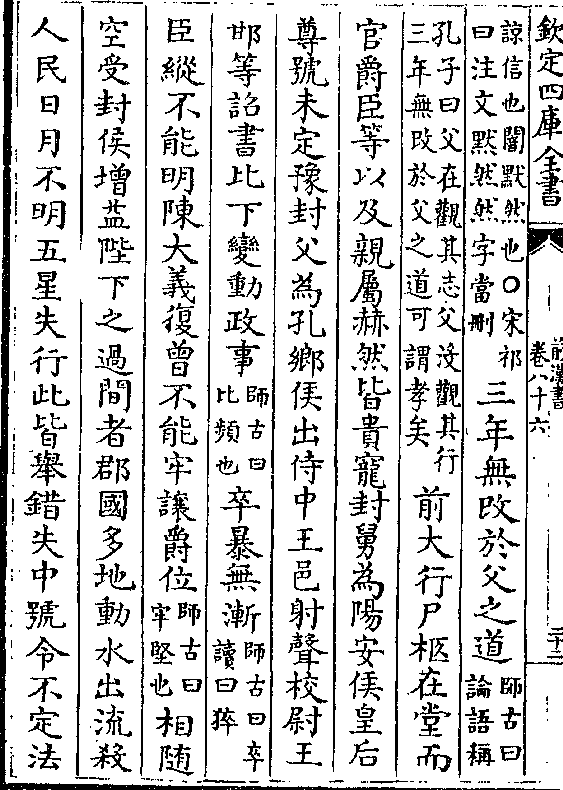 欽定四庫全書
前漢書
卷八十六
諒信也闇默然也○宋祁
曰注文默然然字當刪
三年無改於父之道
師古曰
論語稱
孔子曰父在觀其志父沒觀其行
三年無改於父之道可謂孝矣
前大行尸柩在堂而
官爵臣等以及親屬赫然皆貴寵封舅為陽安侯皇后
尊號未定豫封父為孔鄉侯出侍中王邑射聲校尉王
邯等詔書比下變動政事
師古曰
比頻也
卒暴無漸
師古曰卒
讀曰猝
臣縱不能明陳大義復曾不能牢讓爵位
師古曰
牢堅也
相随
空受封侯增益陛下之過間者郡國多地動水出流殺
人民日月不明五星失行此皆舉錯失中號令不定法